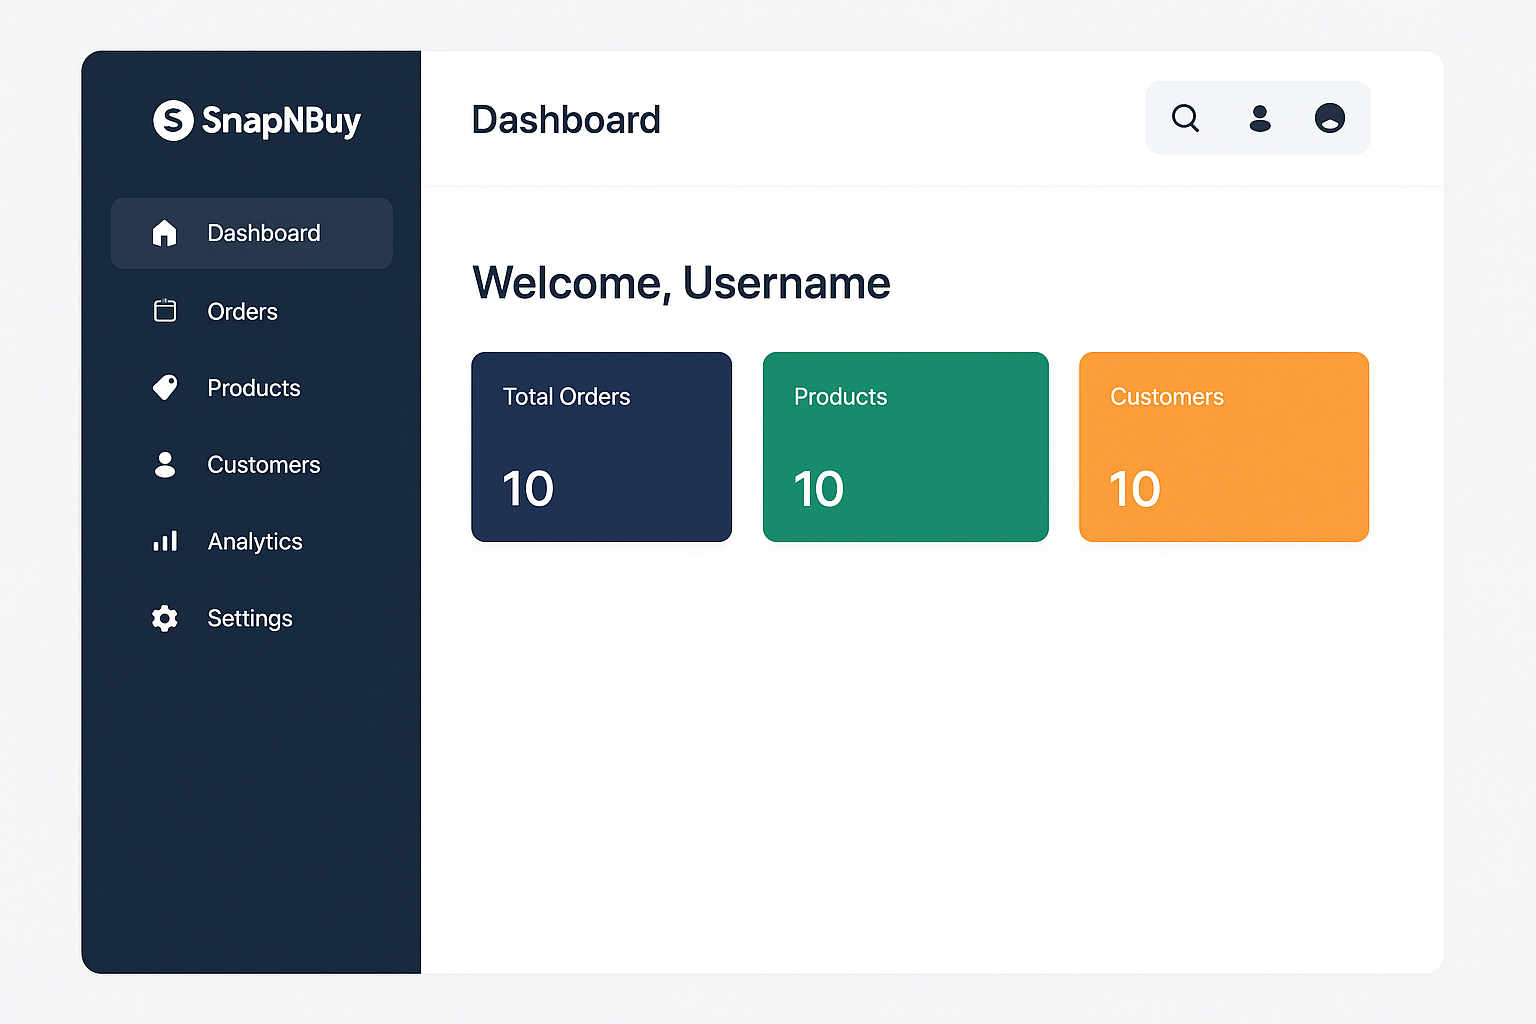 SnapNBuy
Dashboard
Orders
Products
Customers
Analytics
Settings
Dashboard
Welcome, Username
Total Orders
10
Products
10
Customers
10